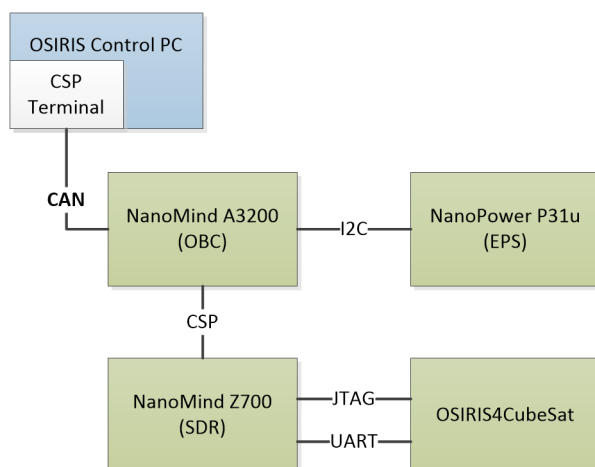 OSIRIS Control PC
CSP
Terminal
CAN
NanoMind A3200
(OBC)
I2C
NanoPower P31u
(EPS)
CSP
NanoMind Z700
(SDR)
JTAG
UART
OSIRIS4CubeSat